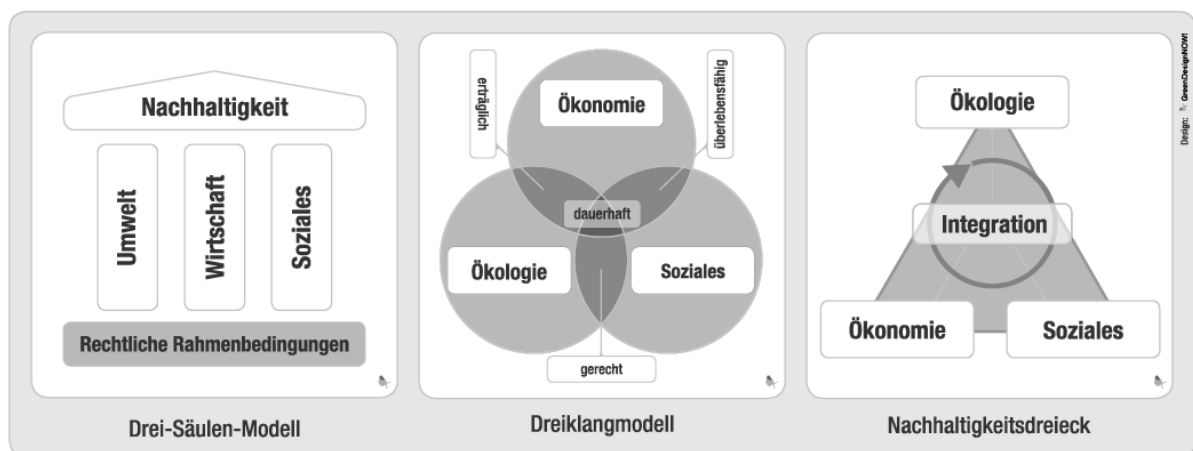 Nachhaltigkeit
Umwelt
Wirtschaft
Soziales
Rechtliche Rahmenbedingungen
Drei-Säulen-Modell
erträglich
Ökonomie
überlebensfähig
dauerhaft
Ökologie
Soziales
gerecht
Dreiklangmodell
Ökologie
Integration
Ökonomie
Soziales
Nachhaltigkeitsdreieck
Design: GreenDesignNOW!